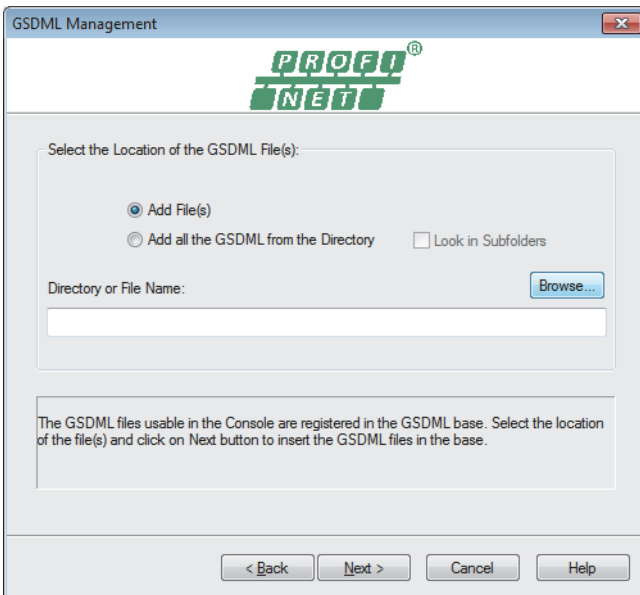 GSDML Management
PROFI®
NET
Select the Location of the GSDML File(s):
Add File(s)
Add all the GSDML from the Directory Look in Subfolders
Directory or File Name: Browse...
The GSDML files usable in the Console are registered in the GSDML base. Select the location
of the file(s) and click on Next button to insert the GSDML files in the base.
< Back Next > Cancel Help